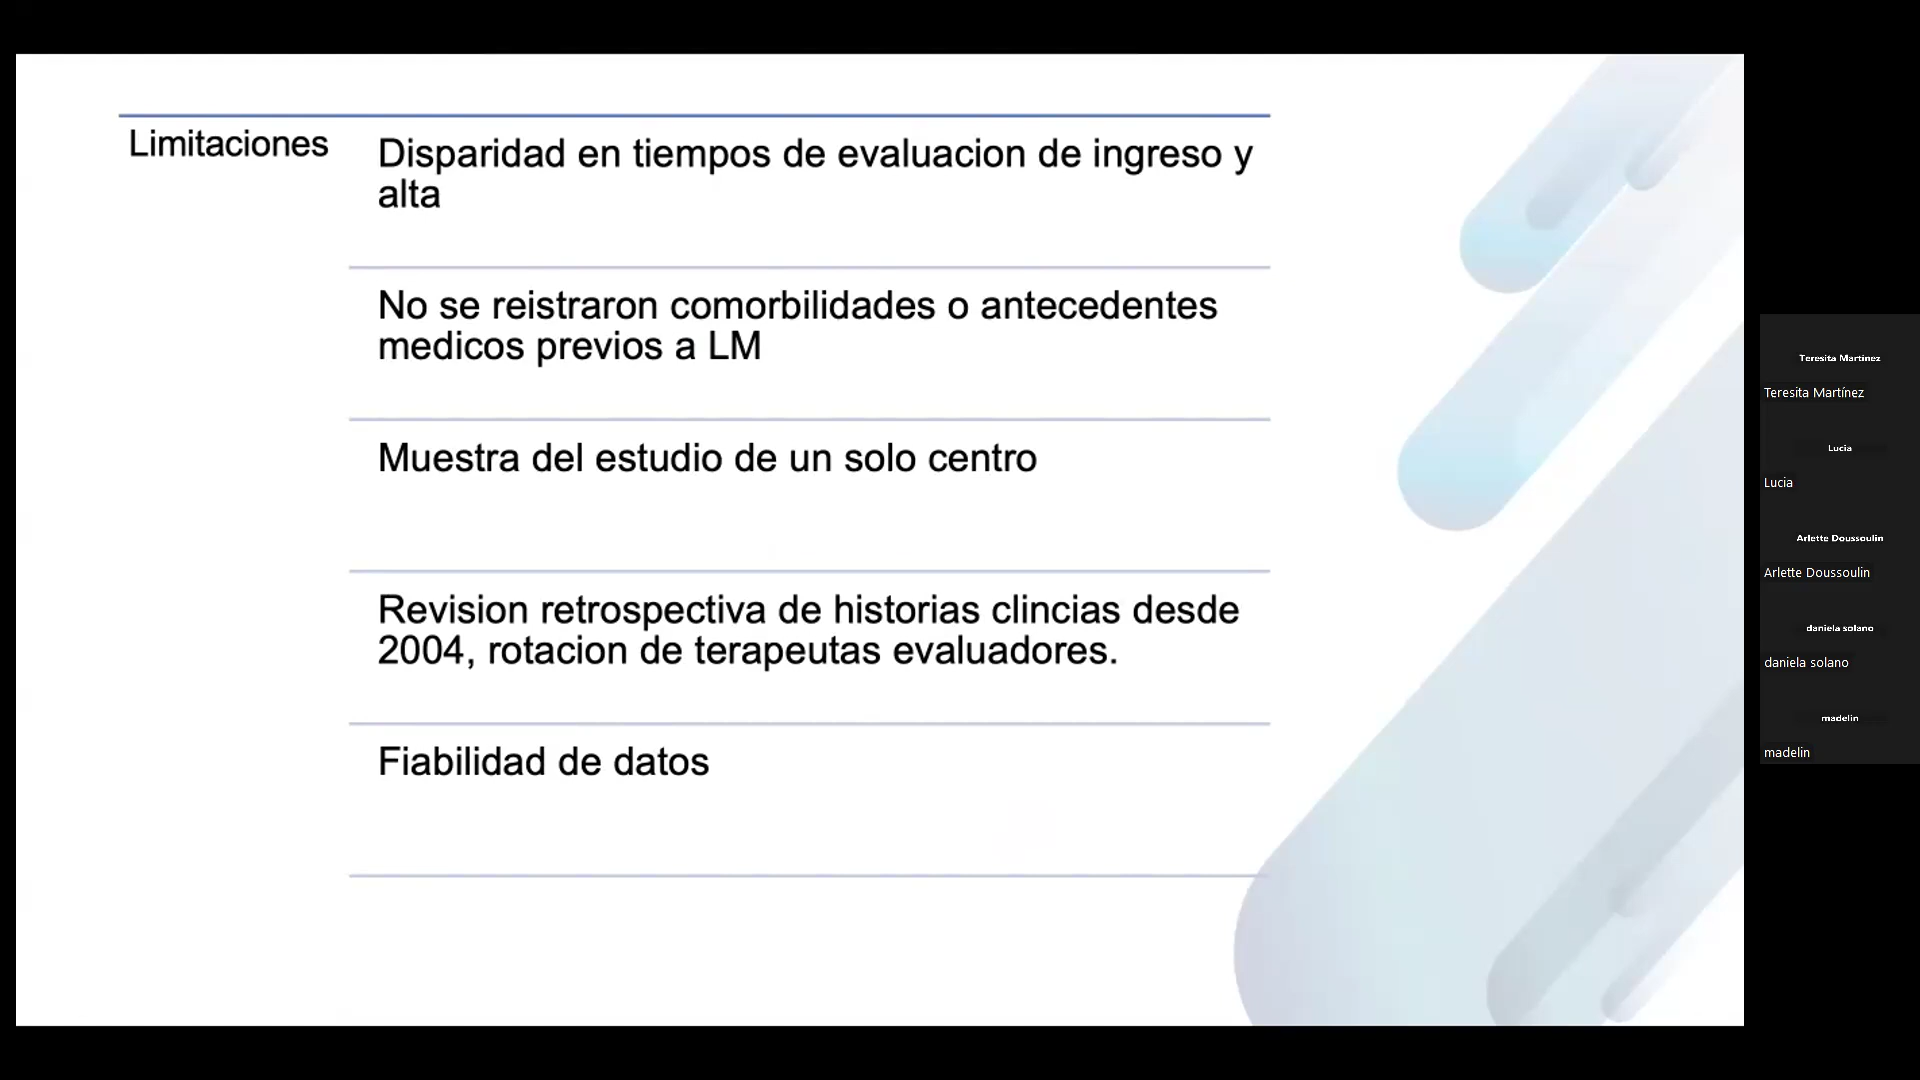 Limitaciones
Disparidad en tiempos de evaluacion de ingreso y
alta
No se reistraron comorbilidades o antecedentes
medicos previos a LM
Muestra del estudio de un solo centro
Revision retrospectiva de historias clincias desde
2004, rotacion de terapeutas evaluadores.
Fiabilidad de datos
Teresita Martínez
Teresita Martínez
Lucia
Lucia
Arlette Doussoulin
Arlette Doussoulin
daniela solano
daniela solano
madelin
madelin